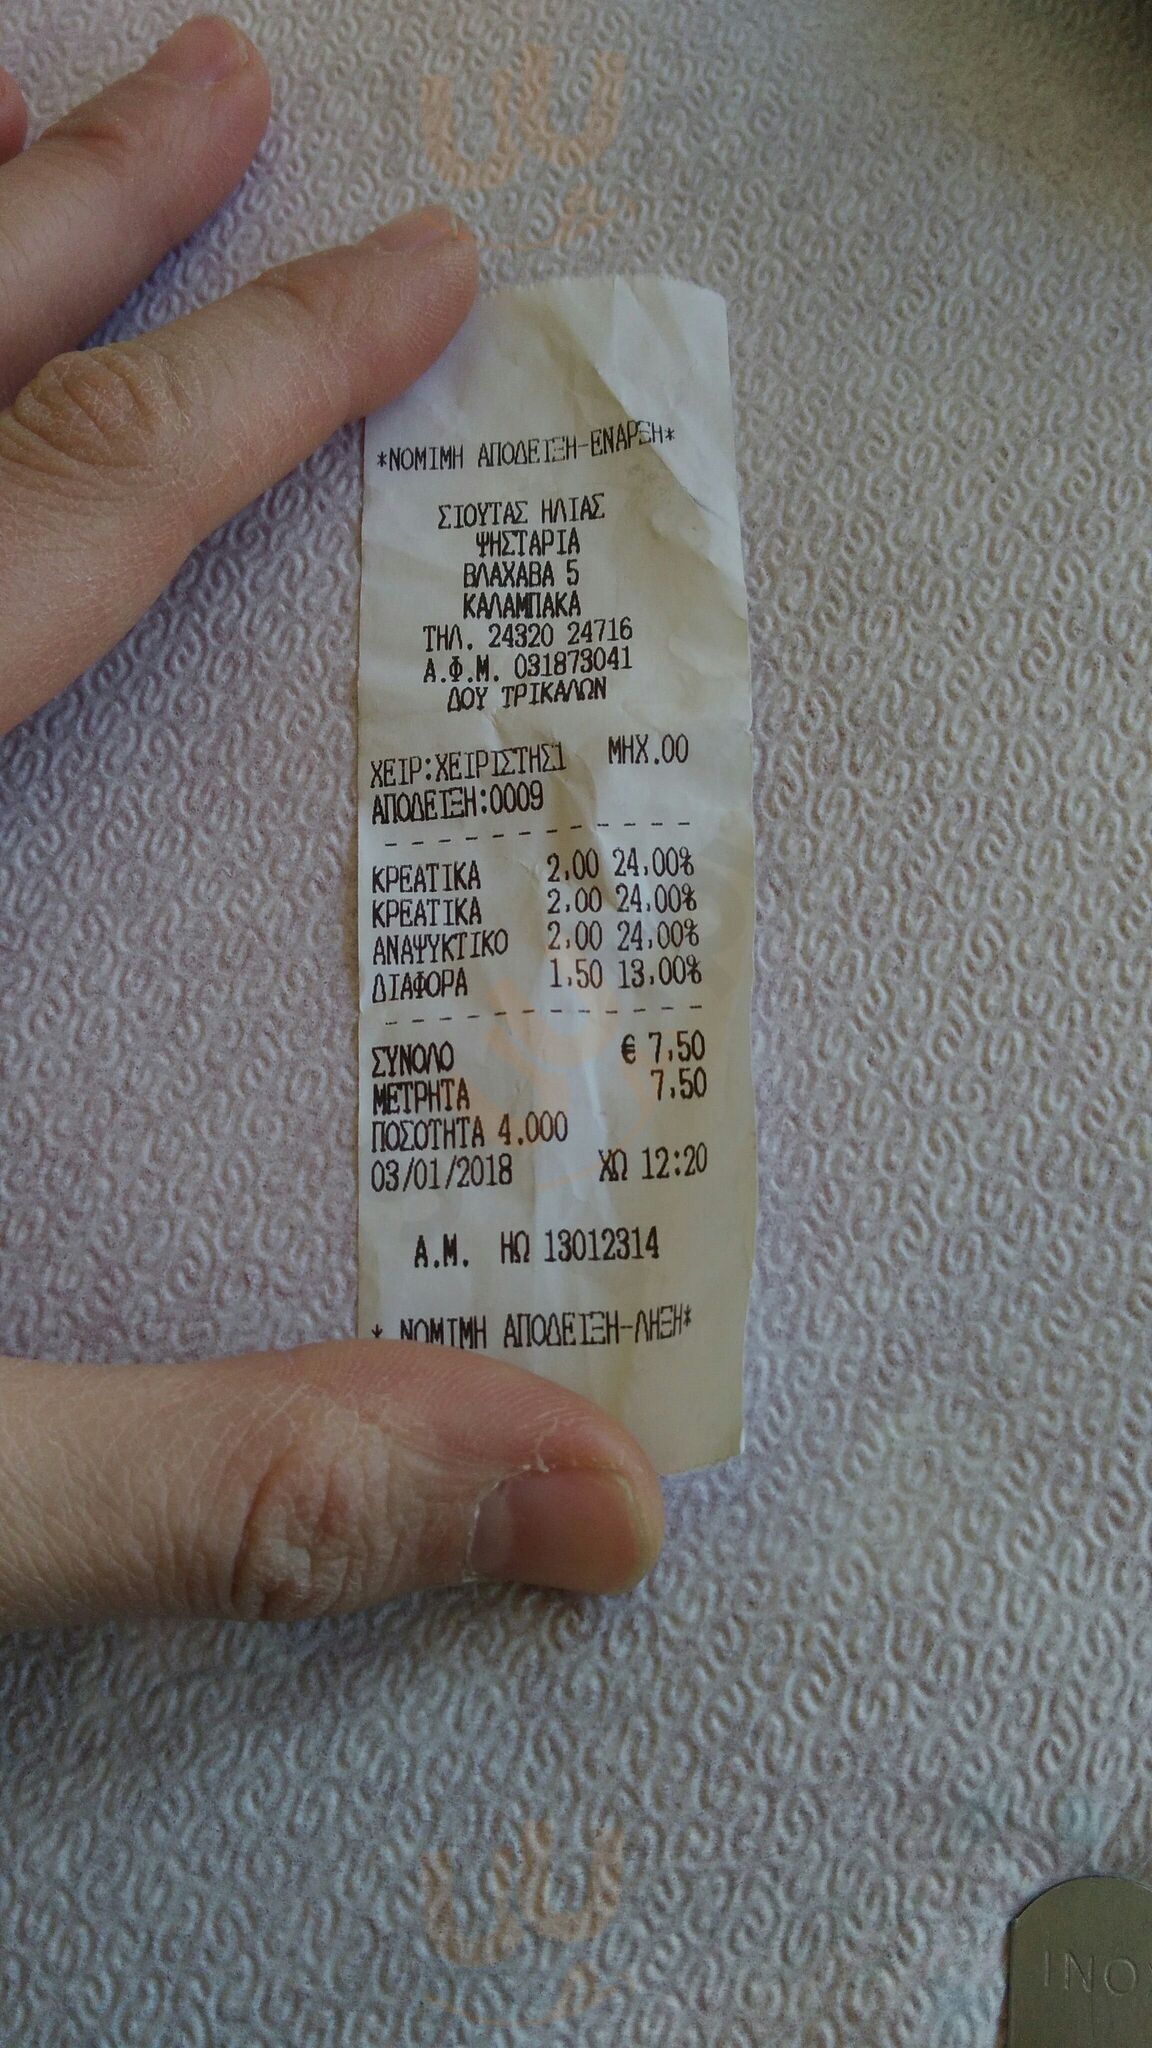 *ΝΟΜΙΜΗ ΑΠΟΔΕΙΞΗ-ΕΝΑΡΞΗ*
ΣΙΟΥΤΑΣ ΗΛΙΑΣ
ΨΗΣΤΑΡΙΑ
ΒΛΑΧΑΒΑ 5
ΚΑΛΑΜΠΑΚΑ
ΤΗΛ. 24320 24716
Α.Φ.Μ. 031873041
ΔΟΥ ΤΡΙΚΑΛΩΝ
ΧΕΙΡ:ΧΕΙΡΙΣΤΗΣ1 ΜΗΧ.00
ΑΠΟΔΕΙΞΗ:0009
------------
ΚΡΕΑΤΙΚΑ 2,00 24,00%
ΚΡΕΑΤΙΚΑ 2,00 24,00%
ΑΝΑΨΥΚΤΙΚΟ 2,00 24,00%
ΔΙΑΦΟΡΑ 1,50 13,00%
------------
ΣΥΝΟΛΟ € 7,50
ΜΕΤΡΗΤΑ 7,50
ΠΟΣΟΤΗΤΑ 4.000
03/01/2018 ΧΩ 12:20
Α.Μ. ΗΩ 13012314
* ΝΟΜΙΜΗ ΑΠΟΔΕΙΞΗ-ΛΗΞΗ*